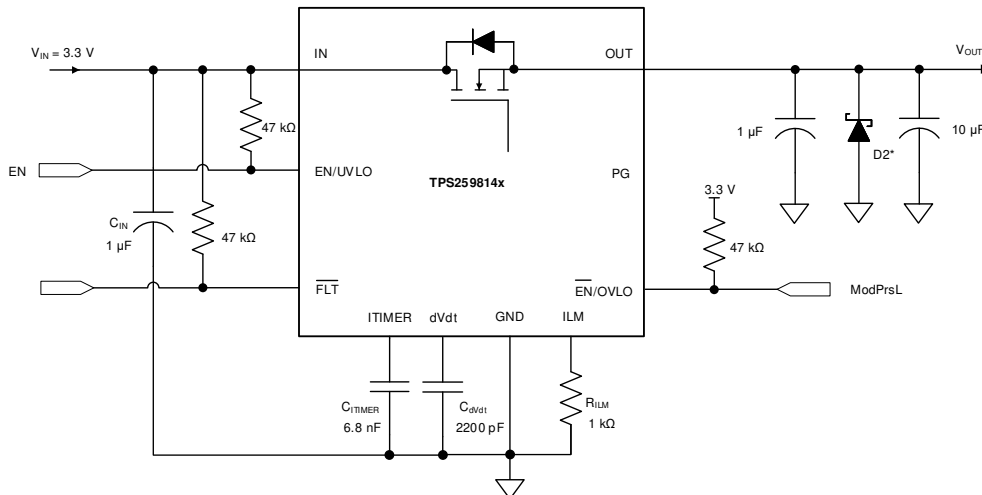 V_IN = 3.3 V
IN
OUT
V_OUT
47 kΩ
1 µF
D2*
10 µF
EN
EN/UVLO
TPS259814x
PG
3.3 V
C_IN
1 µF
47 kΩ
47 kΩ
FLT
EN/OVLO
ModPrsL
ITIMER
dVdt
GND
ILM
C_ITIMER
6.8 nF
C_dVdt
2200 pF
R_ILM
1 kΩ